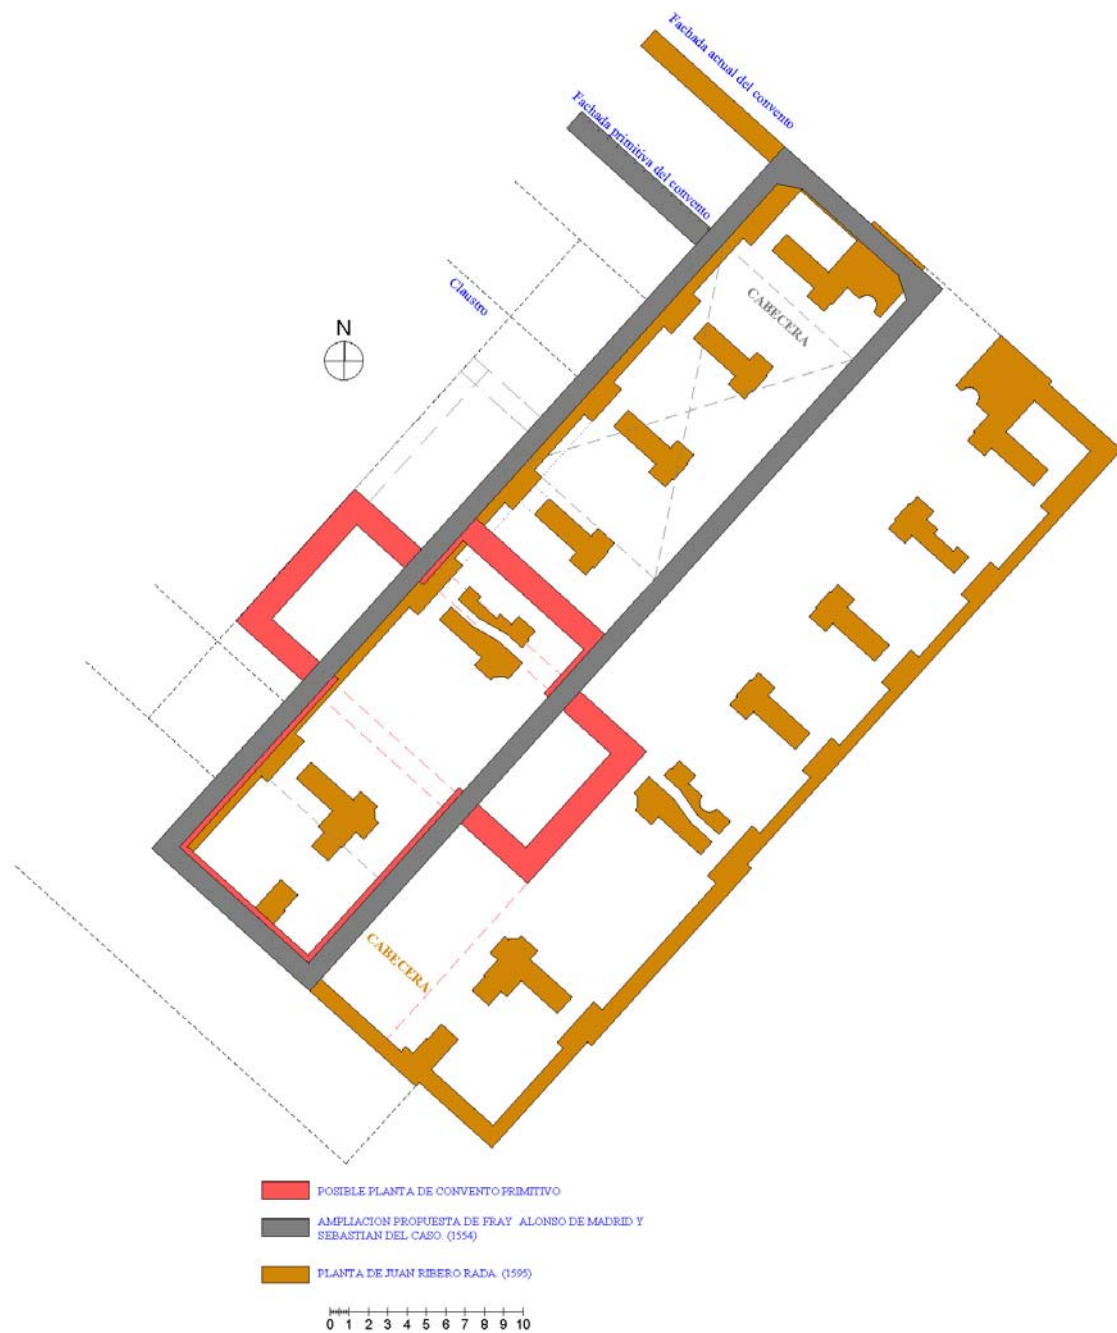 Fachada actual del convento
Fachada primitiva del convento
Claustro
CABECERA
N
CABECERA
POSIBLE PLANTA DE CONVENTO PRIMITIVO
AMPLIACION PROPUESTA DE FRAY ALONSO DE MADRID Y
SEBASTIAN DEL CASO. (1554)
PLANTA DE JUAN RIBERO RADA. (1595)
0 1 2 3 4 5 6 7 8 9 10